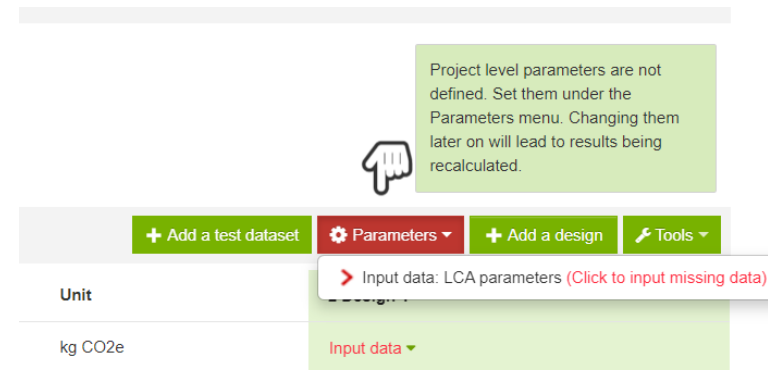 Project level parameters are not
defined. Set them under the
Parameters menu. Changing them
later on will lead to results being
recalculated.
Add a test dataset
Parameters
Add a design
Tools
Input data: LCA parameters (Click to input missing data)
Unit
kg CO2e
Input data